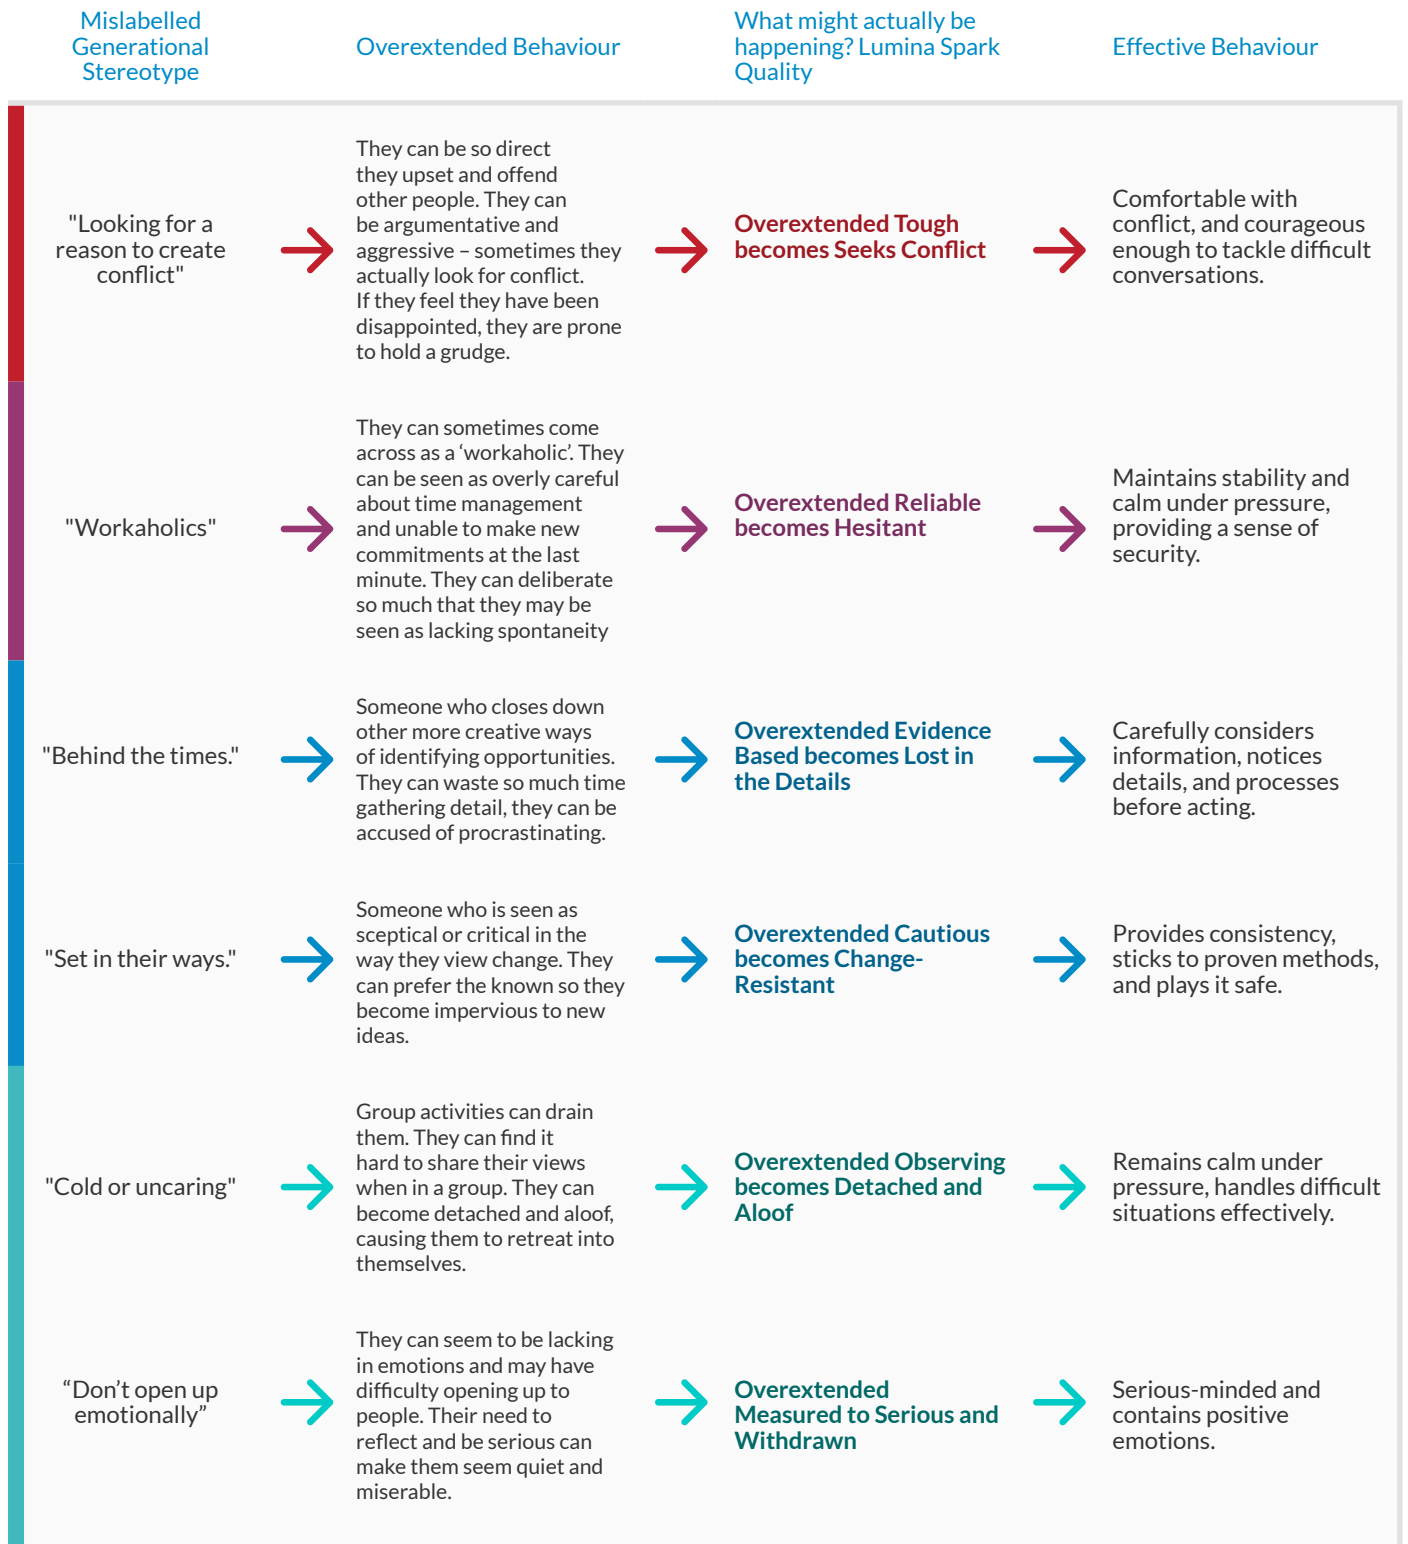 Mislabelled
Generational
Stereotype
Overextended Behaviour
What might actually be
happening? Lumina Spark
Quality
Effective Behaviour
"Looking for a
reason to create
conflict"
They can be so direct
they upset and offend
other people. They can
be argumentative and
aggressive – sometimes they
actually look for conflict.
If they feel they have been
disappointed, they are prone
to hold a grudge.
Overextended Tough
becomes Seeks Conflict
Comfortable with
conflict, and courageous
enough to tackle difficult
conversations.
"Workaholics"
They can sometimes come
across as a ‘workaholic’. They
can be seen as overly careful
about time management
and unable to make new
commitments at the last
minute. They can deliberate
so much that they may be
seen as lacking spontaneity
Overextended Reliable
becomes Hesitant
Maintains stability and
calm under pressure,
providing a sense of
security.
"Behind the times."
Someone who closes down
other more creative ways
of identifying opportunities.
They can waste so much time
gathering detail, they can be
accused of procrastinating.
Overextended Evidence
Based becomes Lost in
the Details
Carefully considers
information, notices
details, and processes
before acting.
"Set in their ways."
Someone who is seen as
sceptical or critical in the
way they view change. They
can prefer the known so they
become impervious to new
ideas.
Overextended Cautious
becomes Change-
Resistant
Provides consistency,
sticks to proven methods,
and plays it safe.
"Cold or uncaring"
Group activities can drain
them. They can find it
hard to share their views
when in a group. They can
become detached and aloof,
causing them to retreat into
themselves.
Overextended Observing
becomes Detached and
Aloof
Remains calm under
pressure, handles difficult
situations effectively.
“Don’t open up
emotionally”
They can seem to be lacking
in emotions and may have
difficulty opening up to
people. Their need to
reflect and be serious can
make them seem quiet and
miserable.
Overextended
Measured to Serious and
Withdrawn
Serious-minded and
contains positive
emotions.